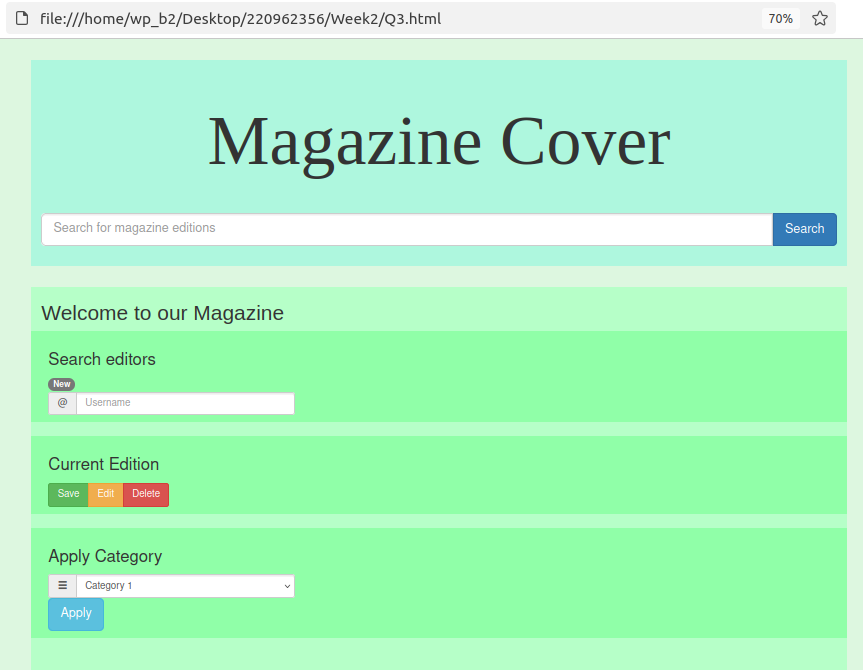 file:///home/wp_b2/Desktop/220962356/Week2/Q3.html 70%
Magazine Cover
Search for magazine editions Search
Welcome to our Magazine
Search editors
New
@ Username
Current Edition
Save Edit Delete
Apply Category
Category 1
Apply